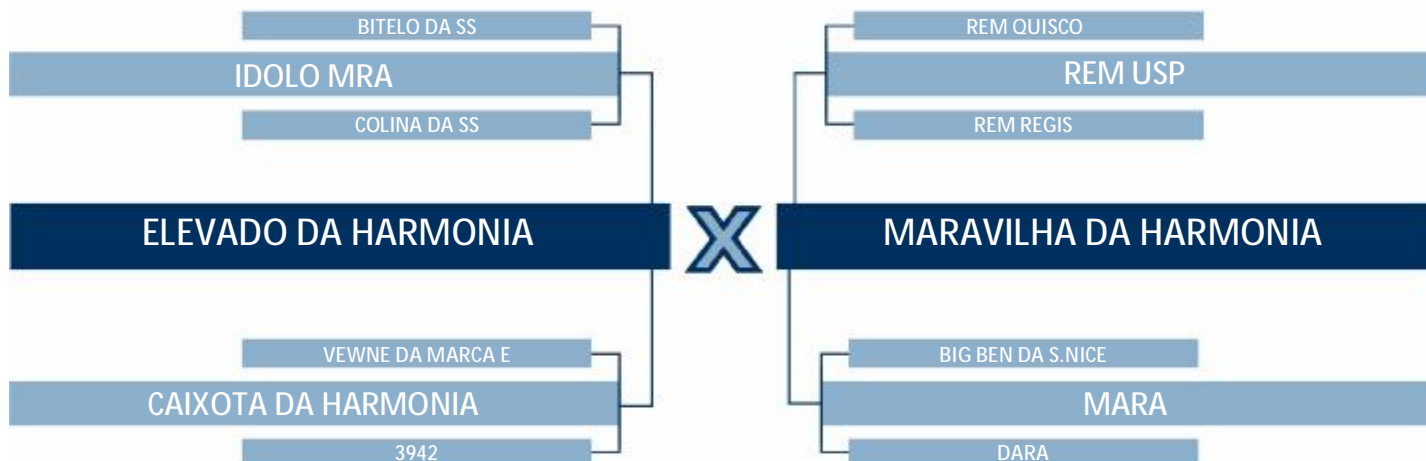 BITELO DA SS
IDOLO MRA
COLINA DA SS
ELEVADO DA HARMONIA
VEWNE DA MARCA E
CAIXOTA DA HARMONIA
3942
X
REM QUISCO
REM USP
REM REGIS
MARAVILHA DA HARMONIA
BIG BEN DA S.NICE
MARA
DARA